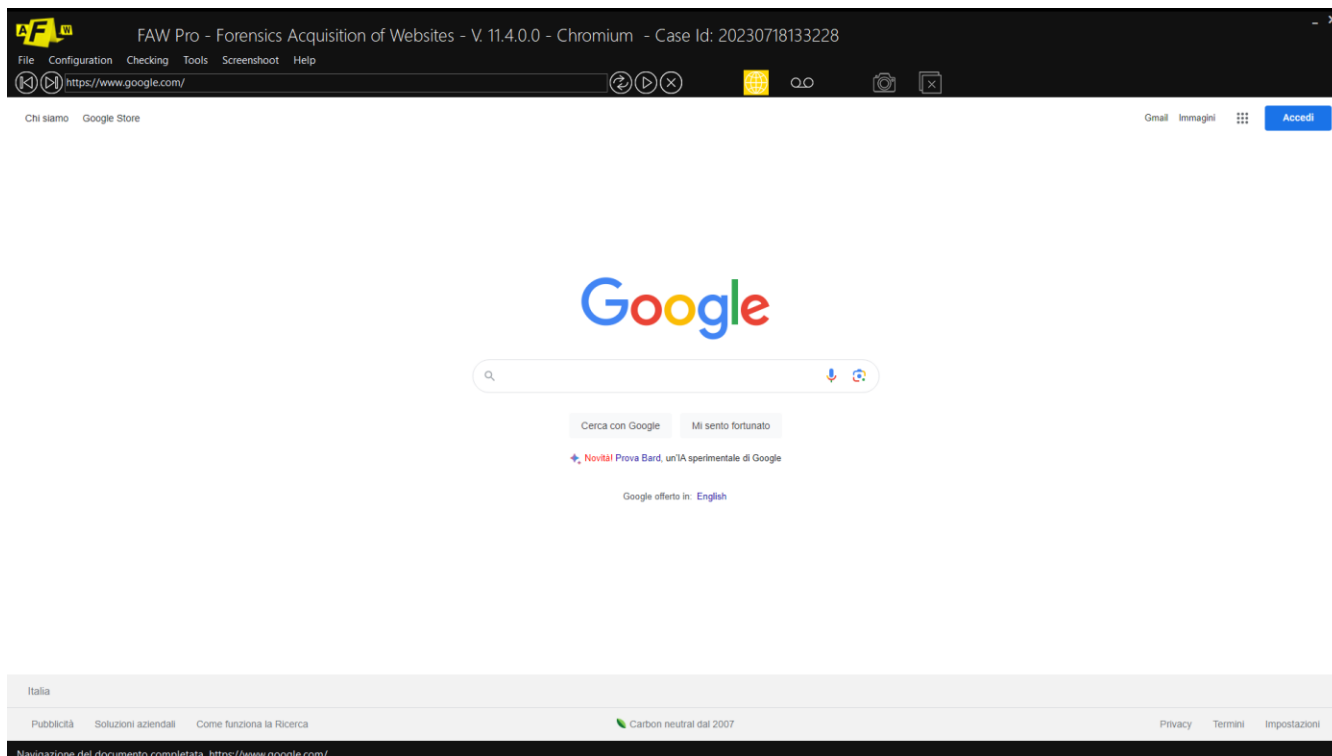 AFW
FAW Pro - Forensics Acquisition of Websites - V. 11.4.0.0 - Chromium - Case Id: 20230718133228
File Configuration Checking Tools Screenshoot Help
https://www.google.com/
Chi siamo Google Store Gmail Immagini Accedi
Google
Cerca con Google Mi sento fortunato
Novità! Prova Bard, un'IA sperimentale di Google
Google offerto in: English
Italia
Pubblicità Soluzioni aziendali Come funziona la Ricerca Carbon neutral dal 2007 Privacy Termini Impostazioni
Navigazione del documento completata. https://www.google.com/